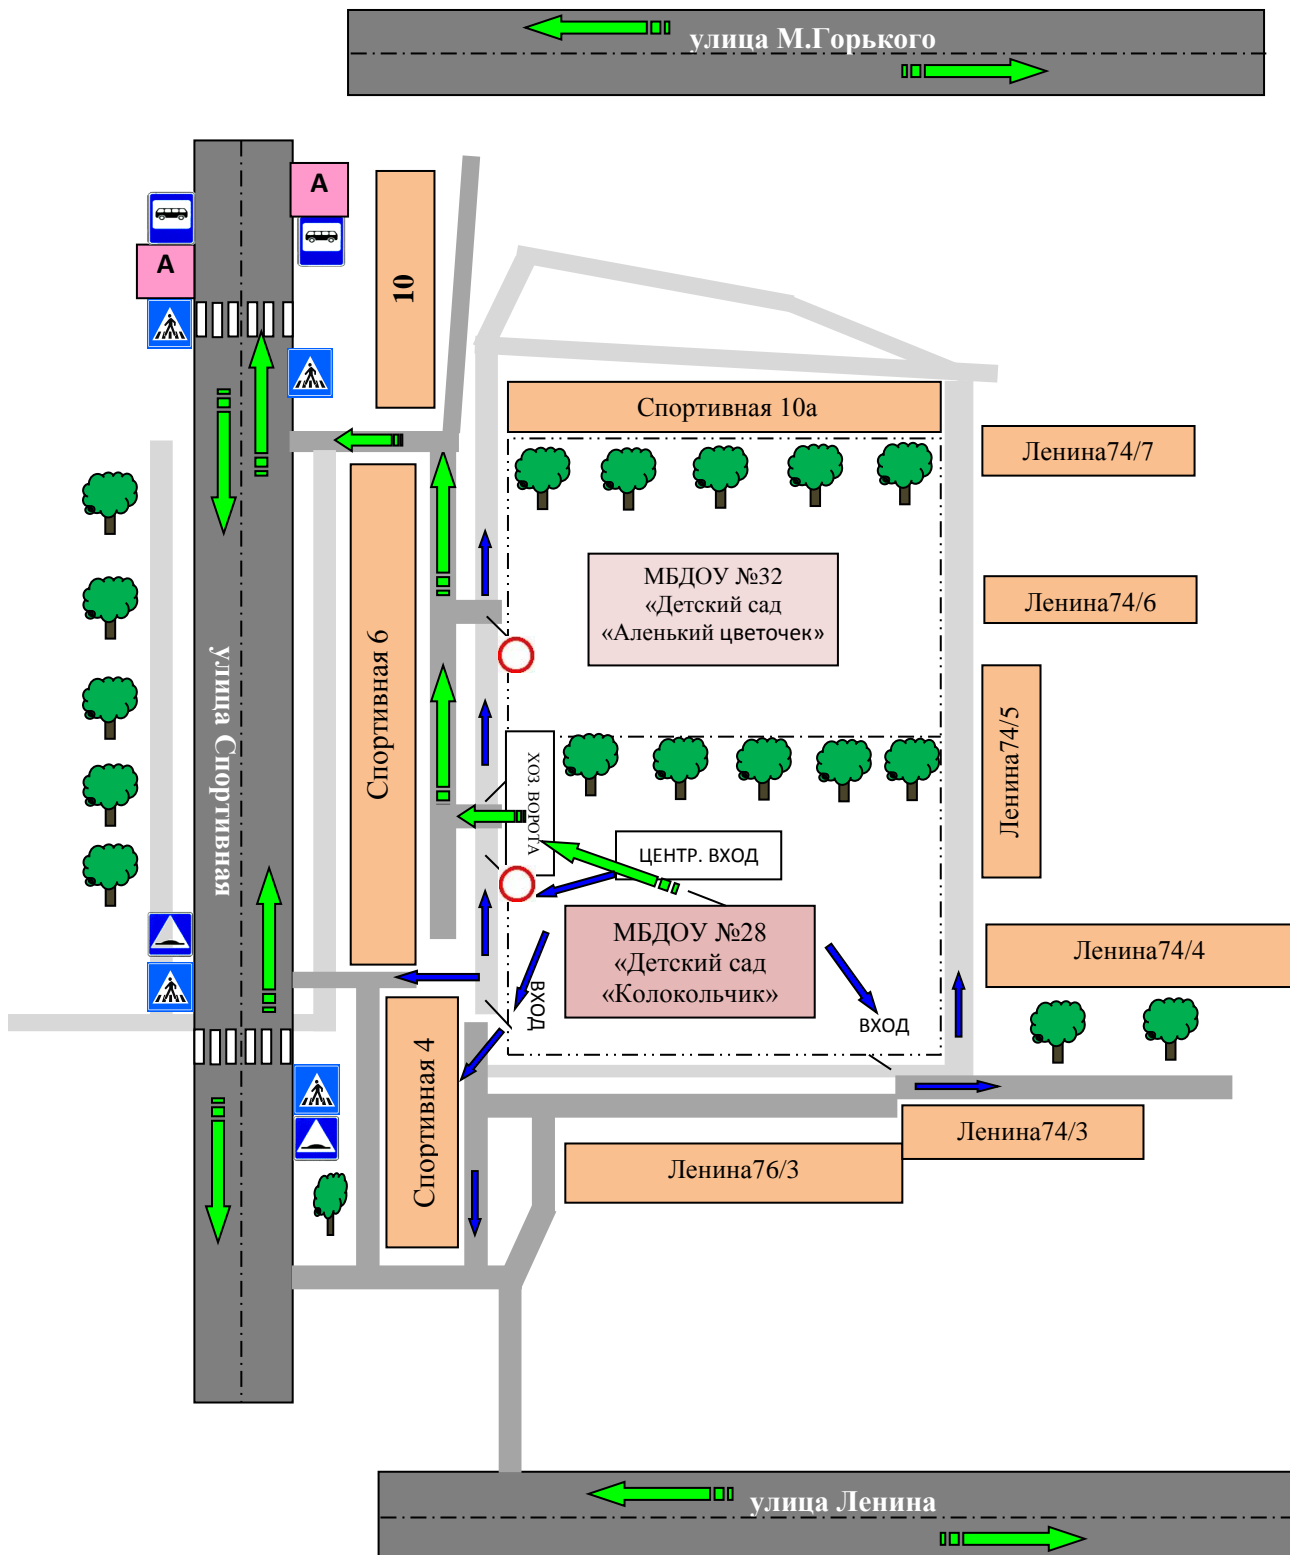 улица М.Горького
А
А
10
Спортивная 10а
Ленина74/7
МБДОУ №32
«Детский сад
«Аленький цветочек»
Ленина74/6
улица Спортивная
Спортивная 6
Ленина74/5
ХОЗ. ВОРОТА
ЦЕНТР. ВХОД
МБДОУ №28
«Детский сад
«Колокольчик»
Ленина74/4
ВХОД
ВХОД
Спортивная 4
Ленина74/3
Ленина76/3
улица Ленина